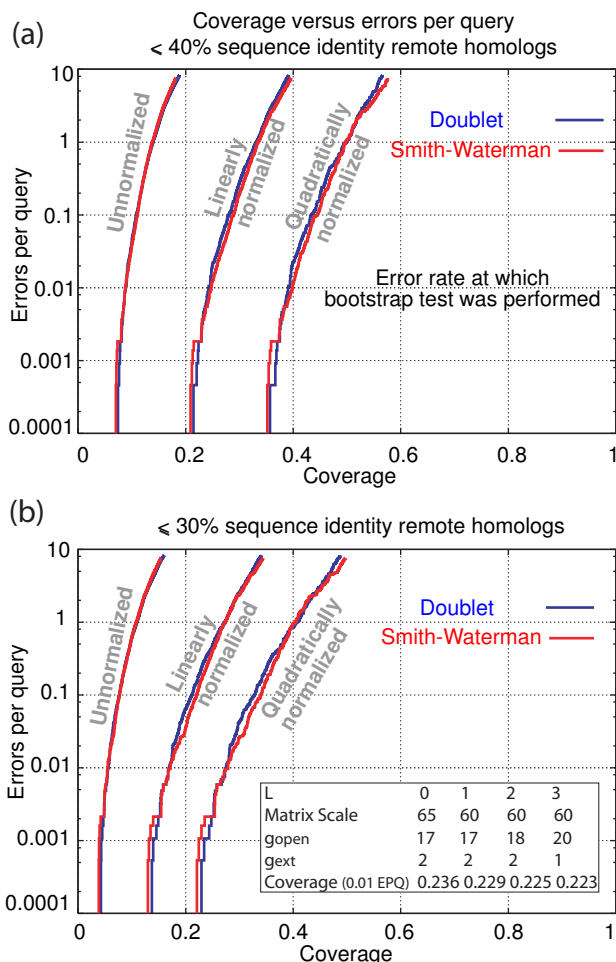 (a)
Coverage versus errors per query
< 40% sequence identity remote homologs
10
1
0.1
0.01
0.001
0.0001
Errors per query
Unnormalized
Linearly
normalized
Quadratically
normalized
Doublet
Smith-Waterman
Error rate at which
bootstrap test was performed
0
0.2
0.4
0.6
0.8
1
Coverage
(b)
⩽ 30% sequence identity remote homologs
10
1
0.1
0.01
0.001
0.0001
Errors per query
Unnormalized
Linearly
normalized
Quadratically
normalized
Doublet
Smith-Waterman
L 0 1 2 3
Matrix Scale 65 60 60 60
gopen 17 17 18 20
gext 2 2 2 1
Coverage (0.01 EPQ) 0.236 0.229 0.225 0.223
0
0.2
0.4
0.6
0.8
1
Coverage